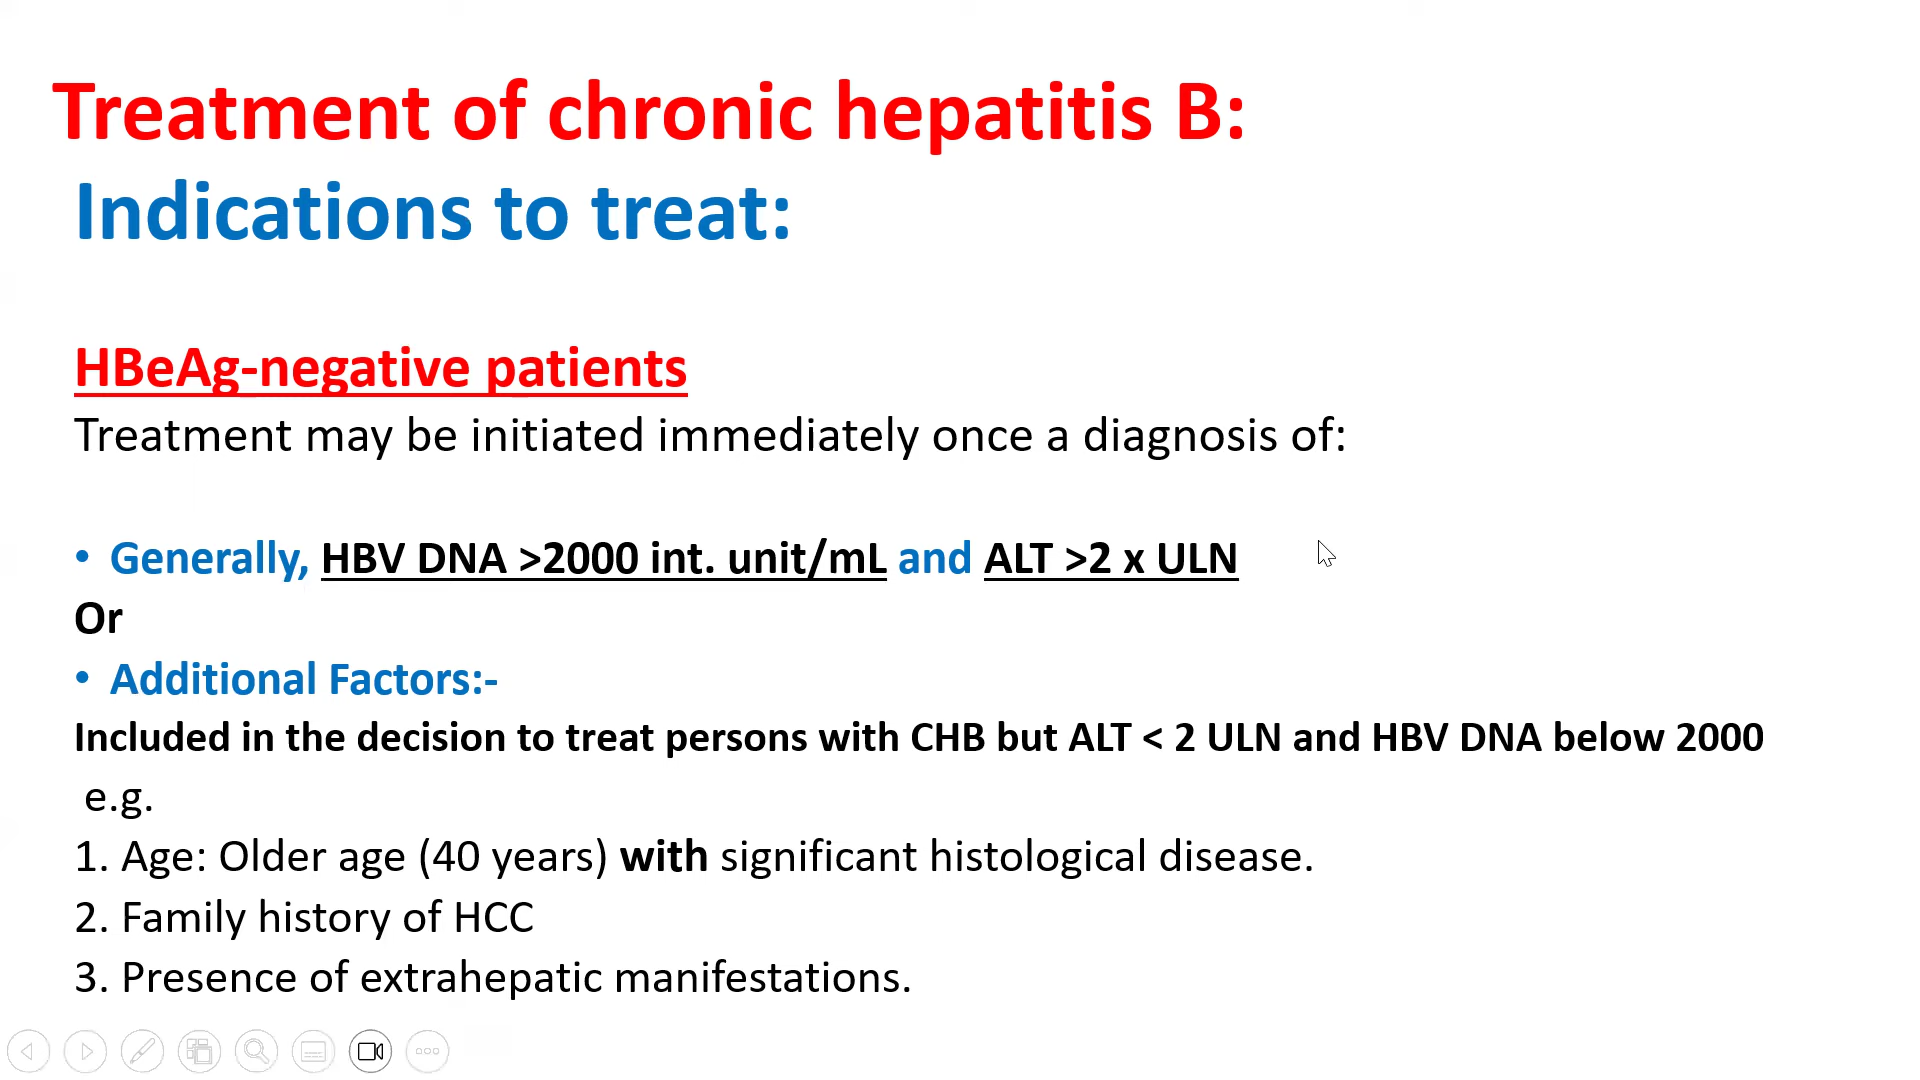 Treatment of chronic hepatitis B:
Indications to treat:
HBeAg-negative patients
Treatment may be initiated immediately once a diagnosis of:
• Generally, HBV DNA >2000 int. unit/mL and ALT >2 x ULN
Or
• Additional Factors:-
Included in the decision to treat persons with CHB but ALT < 2 ULN and HBV DNA below 2000
e.g.
1. Age: Older age (40 years) with significant histological disease.
2. Family history of HCC
3. Presence of extrahepatic manifestations.